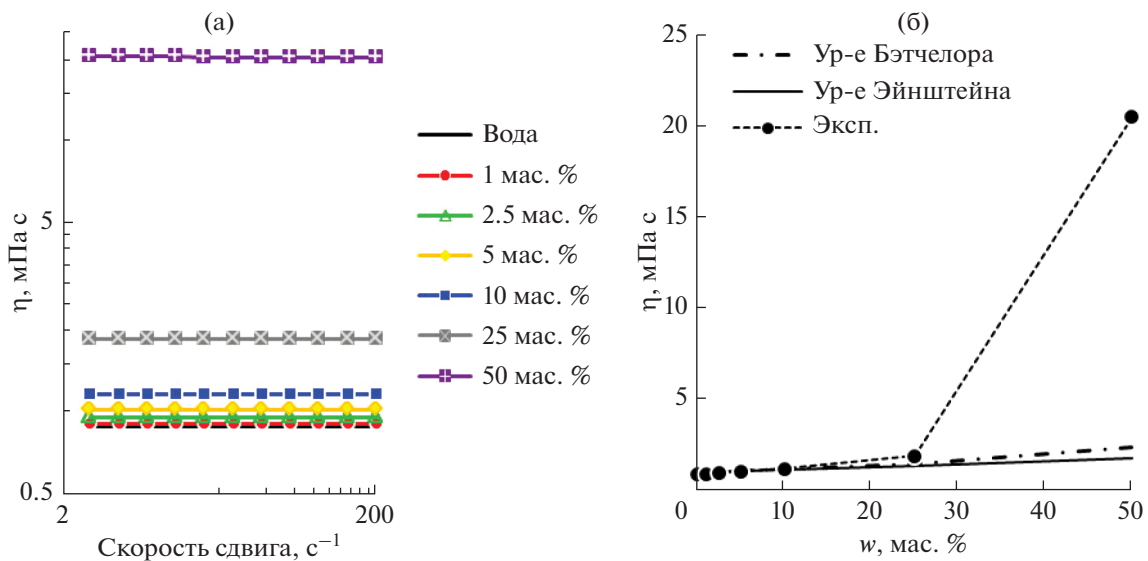 (а)
η, мПа с
5
0.5
2
200
Скорость сдвига, с⁻¹
Вода
1 мас. %
2.5 мас. %
5 мас. %
10 мас. %
25 мас. %
50 мас. %
(б)
η, мПа с
25
20
15
10
5
0
10
20
30
40
50
w, мас. %
Ур-е Бэтчелора
Ур-е Эйнштейна
Эксп.